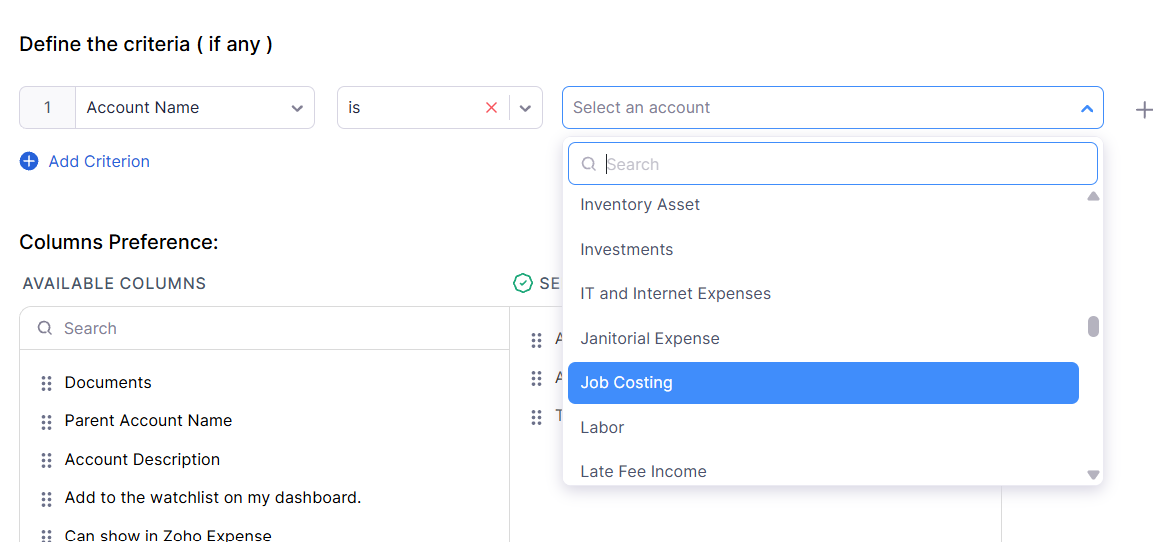 Define the criteria ( if any )
1 Account Name is Select an account
Add Criterion
Search
Inventory Asset
Investments
IT and Internet Expenses
Janitorial Expense
Job Costing
Labor
Late Fee Income
Columns Preference:
AVAILABLE COLUMNS
SE
Search
Documents
Parent Account Name
Account Description
Add to the watchlist on my dashboard.
Can show in Zoho Expense
A
A
T